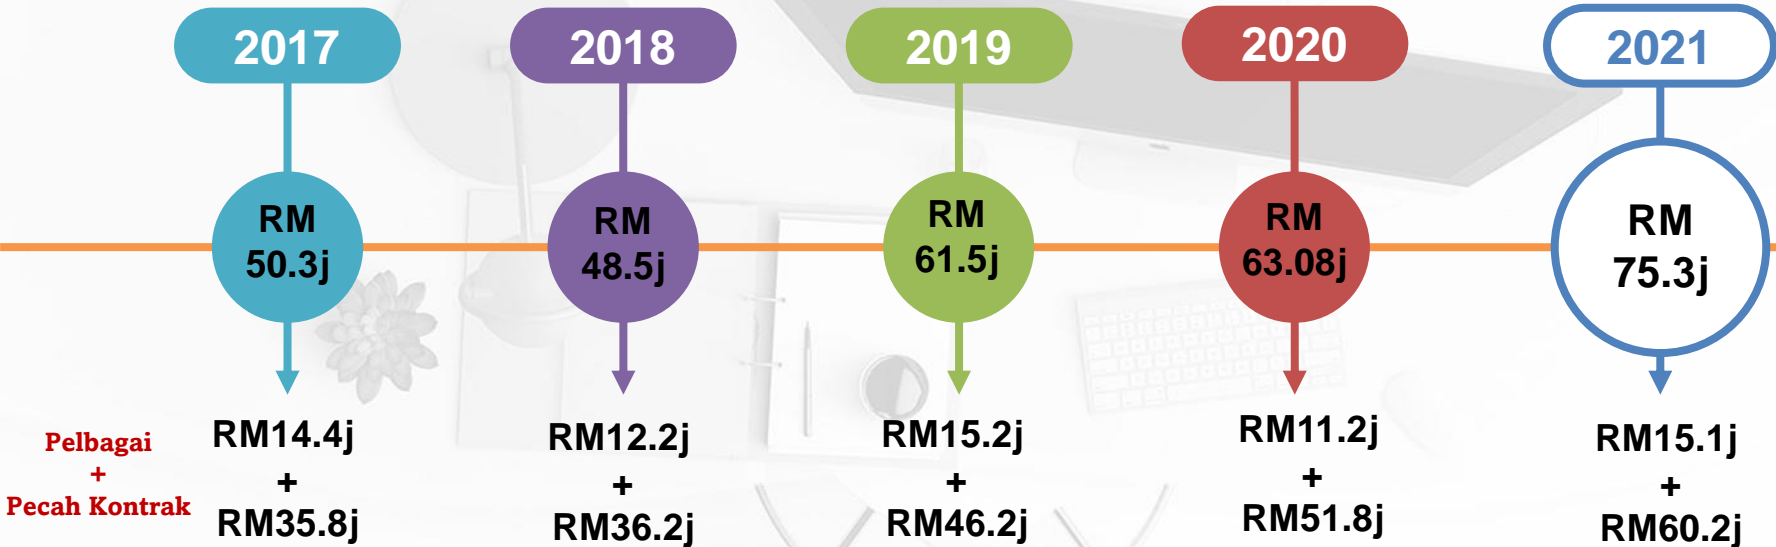 2017
2018
2019
2020
2021
RM
50.3j
RM
48.5j
RM
61.5j
RM
63.08j
RM
75.3j
Pelbagai
+
Pecah Kontrak
RM14.4j
+
RM35.8j
RM12.2j
+
RM36.2j
RM15.2j
+
RM46.2j
RM11.2j
+
RM51.8j
RM15.1j
+
RM60.2j